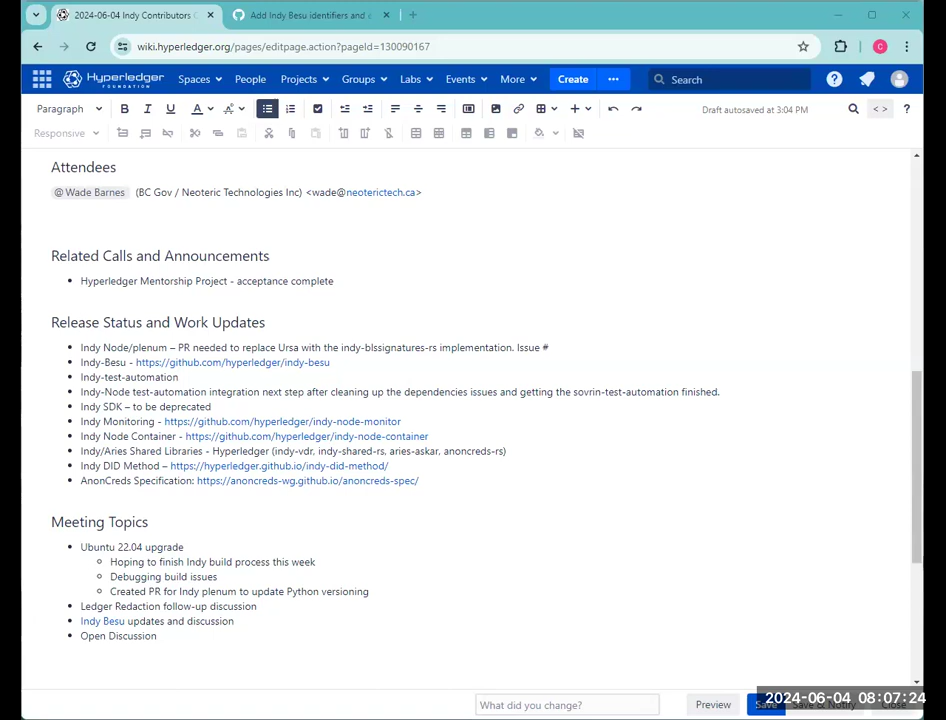 2024-06-04 Indy Contributors C
Add Indy Besu identifiers and c
wiki.hyperledger.org/pages/editpage.action?pageId=130090167
C
HYPERLEDGER FOUNDATION
Spaces People Projects Groups Labs Events More Create Search
Paragraph B I U A Draft autosaved at 3:04 PM < > ?
Responsive
Attendees
@ Wade Barnes (BC Gov / Neoteric Technologies Inc) <wade@neoterictech.ca>
Related Calls and Announcements
• Hyperledger Mentorship Project - acceptance complete
Release Status and Work Updates
• Indy Node/plenum – PR needed to replace Ursa with the indy-blssignatures-rs implementation. Issue #
• Indy-Besu - https://github.com/hyperledger/indy-besu
• Indy-test-automation
• Indy-Node test-automation integration next step after cleaning up the dependencies issues and getting the sovrin-test-automation finished.
• Indy SDK – to be deprecated
• Indy Monitoring - https://github.com/hyperledger/indy-node-monitor
• Indy Node Container - https://github.com/hyperledger/indy-node-container
• Indy/Aries Shared Libraries - Hyperledger (indy-vdr, indy-shared-rs, aries-askar, anoncreds-rs)
• Indy DID Method – https://hyperledger.github.io/indy-did-method/
• AnonCreds Specification: https://anoncreds-wg.github.io/anoncreds-spec/
Meeting Topics
• Ubuntu 22.04 upgrade
○ Hoping to finish Indy build process this week
○ Debugging build issues
○ Created PR for Indy plenum to update Python versioning
• Ledger Redaction follow-up discussion
• Indy Besu updates and discussion
• Open Discussion
What did you change? Preview Save Save & Notify Close
2024-06-04 08:07:24